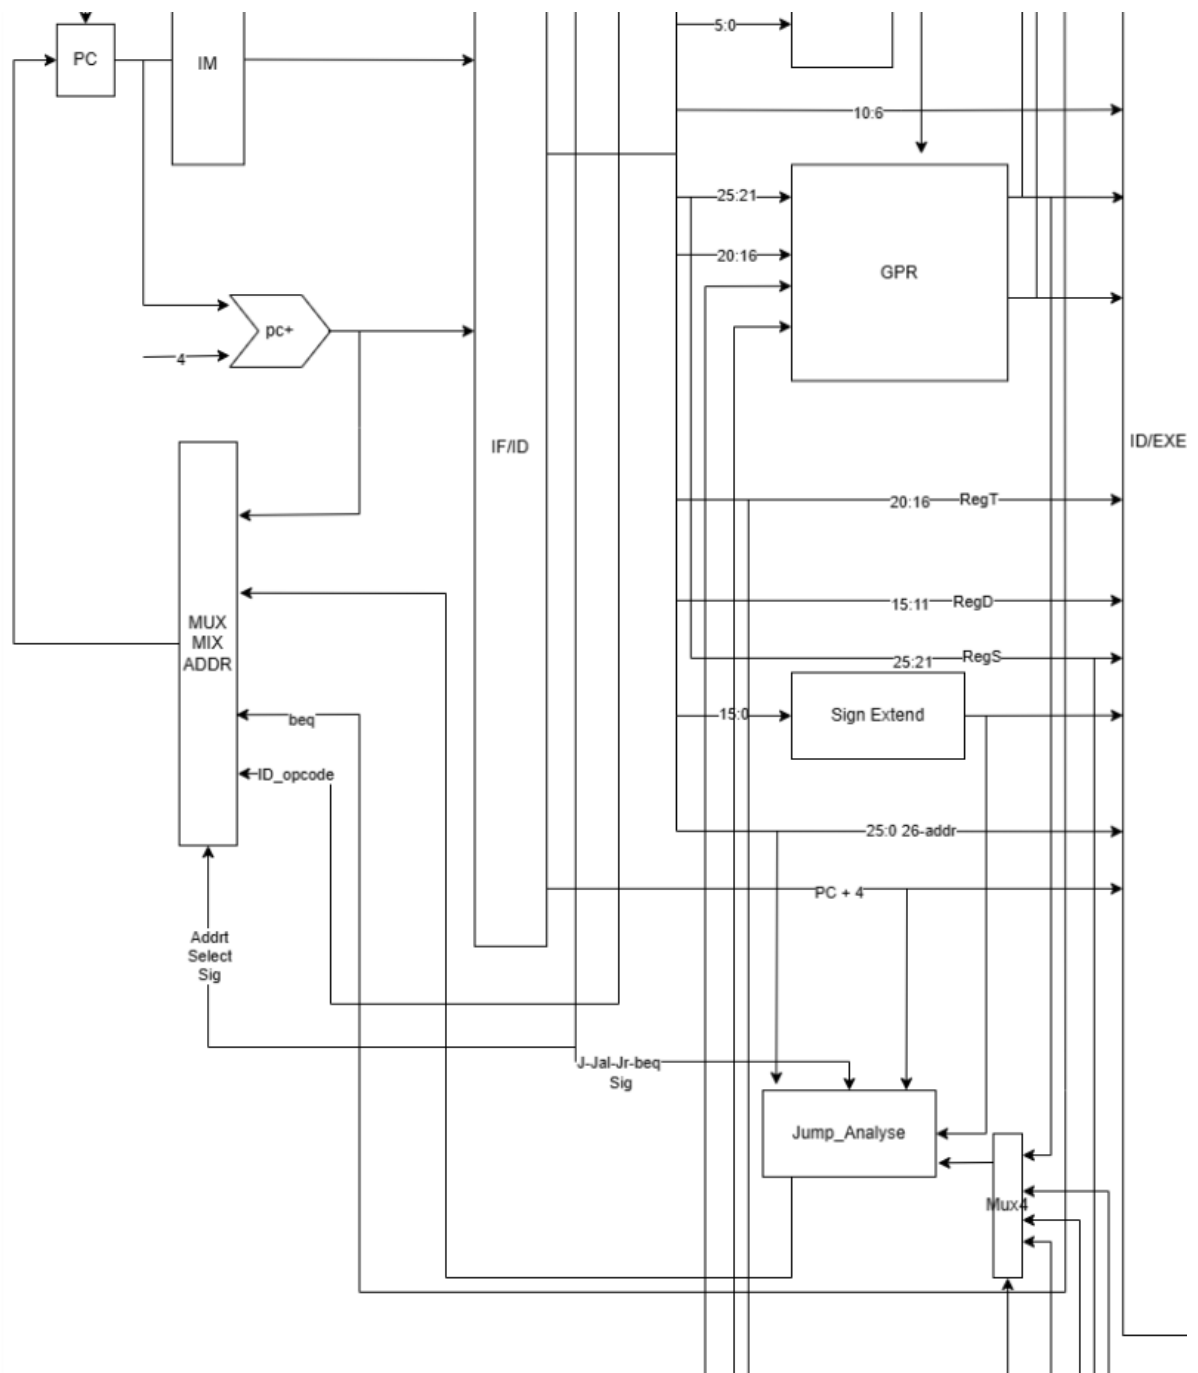 5:0
PC
IM
10:6
25:21
20:16
GPR
pc+
4
IF/ID
ID/EXE
20:16
RegT
15:11
RegD
MUX
MIX
ADDR
25:21
RegS
beq
15:0
Sign Extend
ID_opcode
25:0 26-addr
PC + 4
Addrt
Select
Sig
J-Jal-Jr-beq
Sig
Jump_Analyse
Mux4